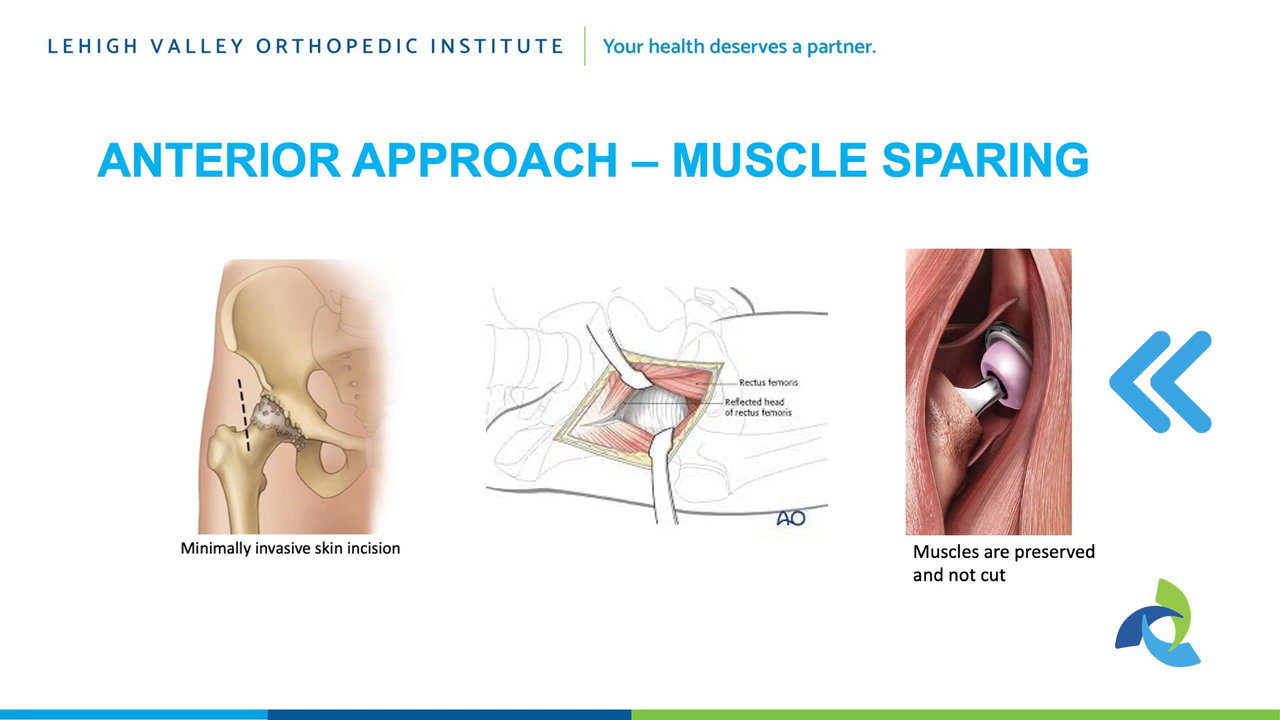 LEHIGH VALLEY ORTHOPEDIC INSTITUTE
Your health deserves a partner.
ANTERIOR APPROACH – MUSCLE SPARING
Rectus femoris
Reflected head
of rectus femoris
AO
Minimally invasive skin incision
Muscles are preserved
and not cut